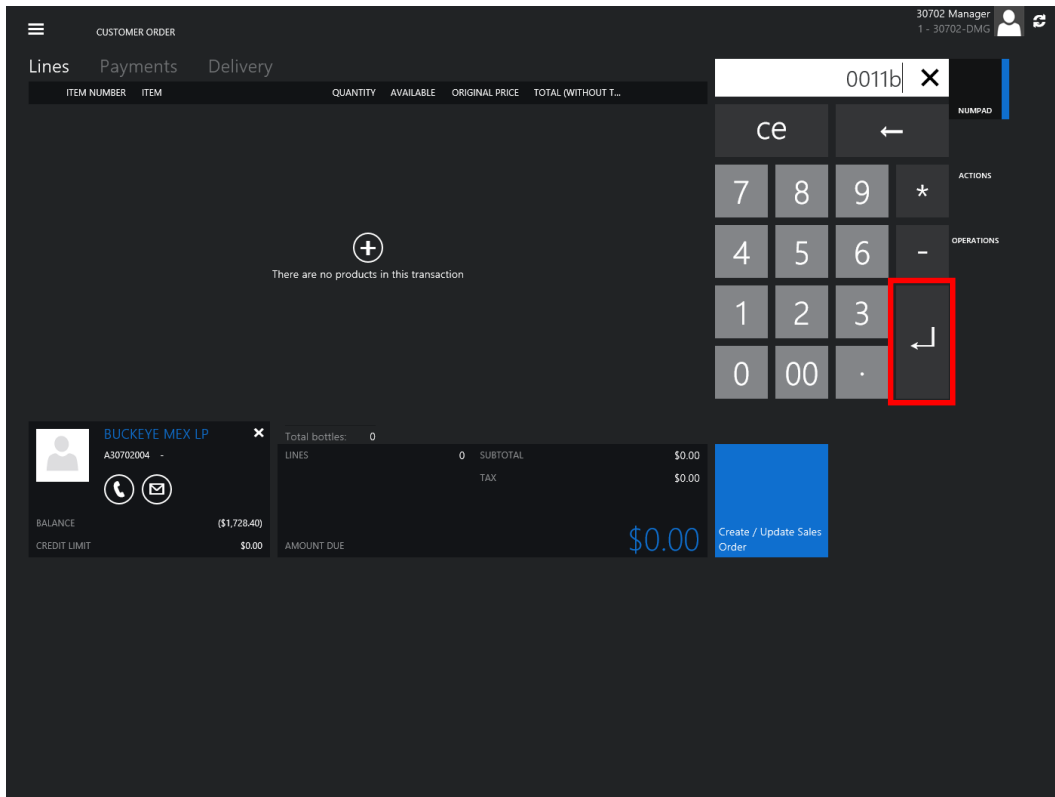 30702 Manager
1 - 30702-DMG
CUSTOMER ORDER
Lines Payments Delivery
ITEM NUMBER ITEM QUANTITY AVAILABLE ORIGINAL PRICE TOTAL (WITHOUT T...
0011b
NUMPAD
ce
7 8 9 *
ACTIONS
4 5 6 -
OPERATIONS
There are no products in this transaction
1 2 3
0 00 .
BUCKEYE MEX LP
A30702004 -
BALANCE ($1,728.40)
CREDIT LIMIT $0.00
Total bottles: 0
LINES 0 SUBTOTAL $0.00
TAX $0.00
AMOUNT DUE $0.00
Create / Update Sales
Order